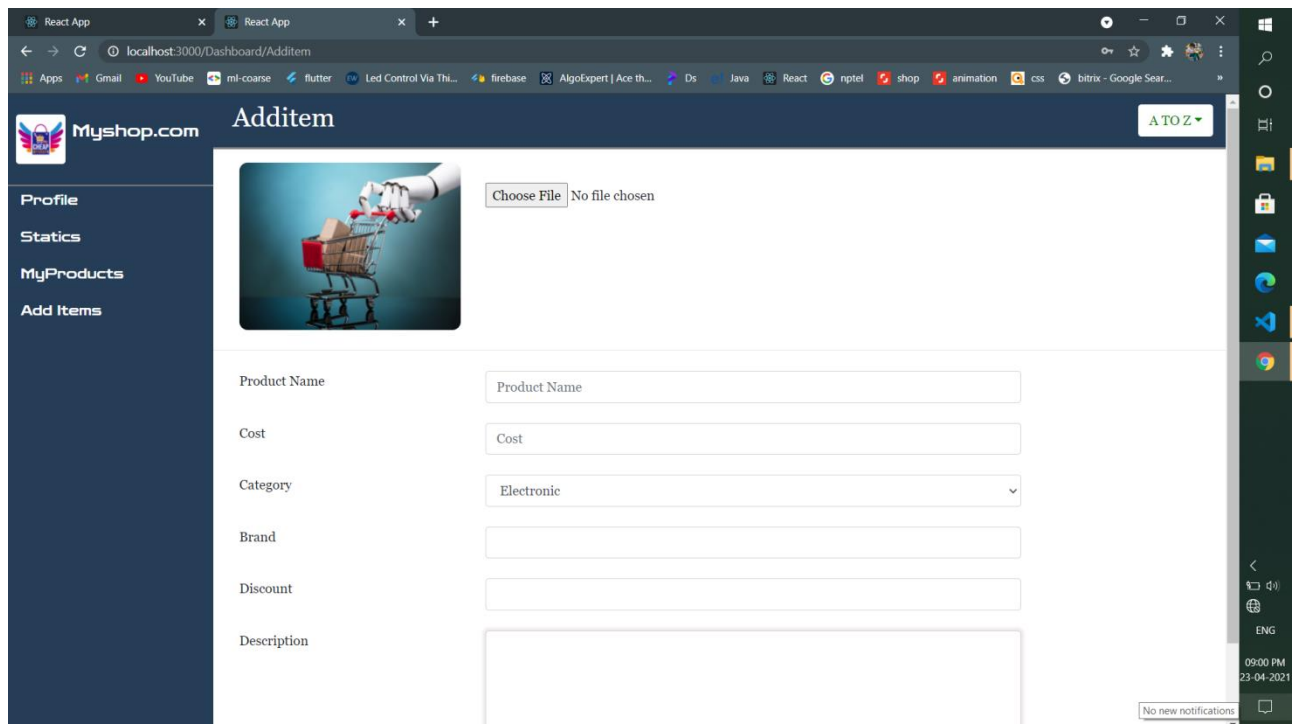 React App
React App
localhost:3000/Dashboard/Additem
Apps
Gmail
YouTube
ml-coarse
flutter
Led Control Via Thi...
firebase
AlgoExpert | Ace th...
Ds
Java
React
nptel
shop
animation
css
bitrix - Google Sear...
»
Myshop.com
Additem
A TO Z
Profile
Statics
MyProducts
Add Items
Choose File No file chosen
Product Name
Product Name
Cost
Cost
Category
Electronic
Brand
Discount
Description
ENG
09:00 PM
23-04-2021
No new notifications